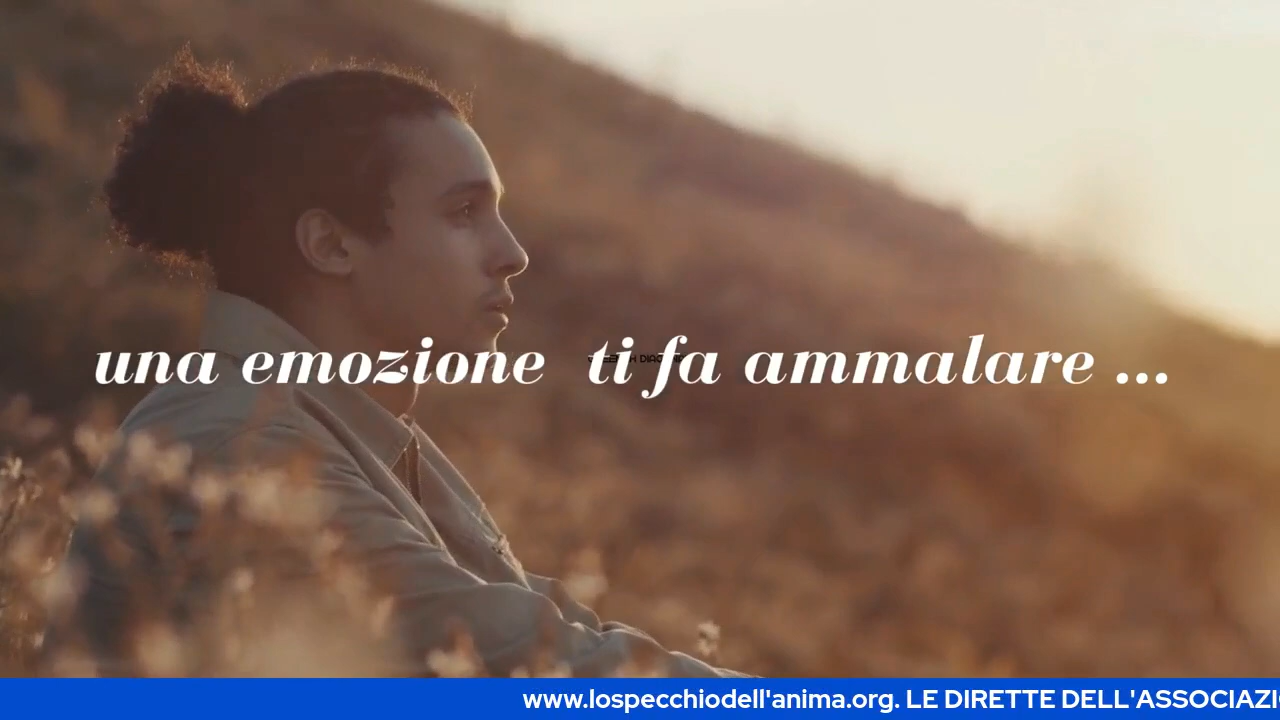 una emozione ti fa ammalare ...
www.lospecchiodell'anima.org. LE DIRETTE DELL'ASSOCIAZI